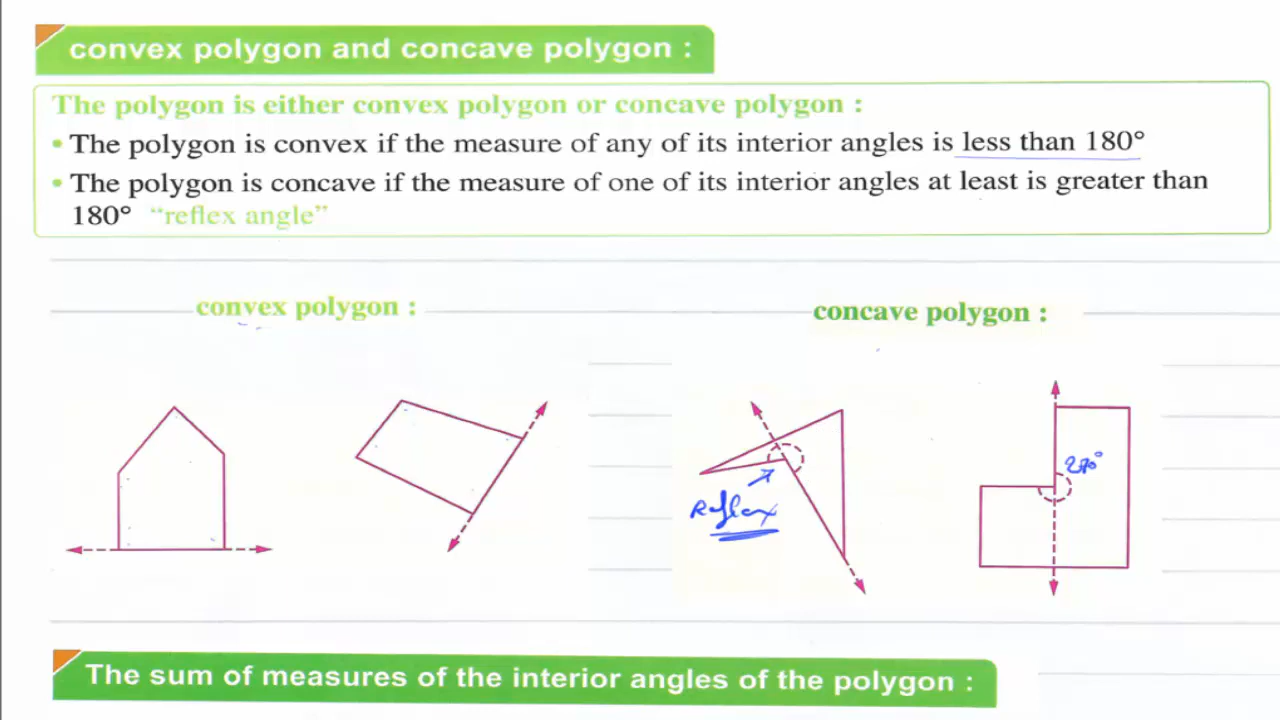 convex polygon and concave polygon :
The polygon is either convex polygon or concave polygon :
• The polygon is convex if the measure of any of its interior angles is less than 180°
• The polygon is concave if the measure of one of its interior angles at least is greater than
180° “reflex angle”
convex polygon :
concave polygon :
270°
Reflex
The sum of measures of the interior angles of the polygon :